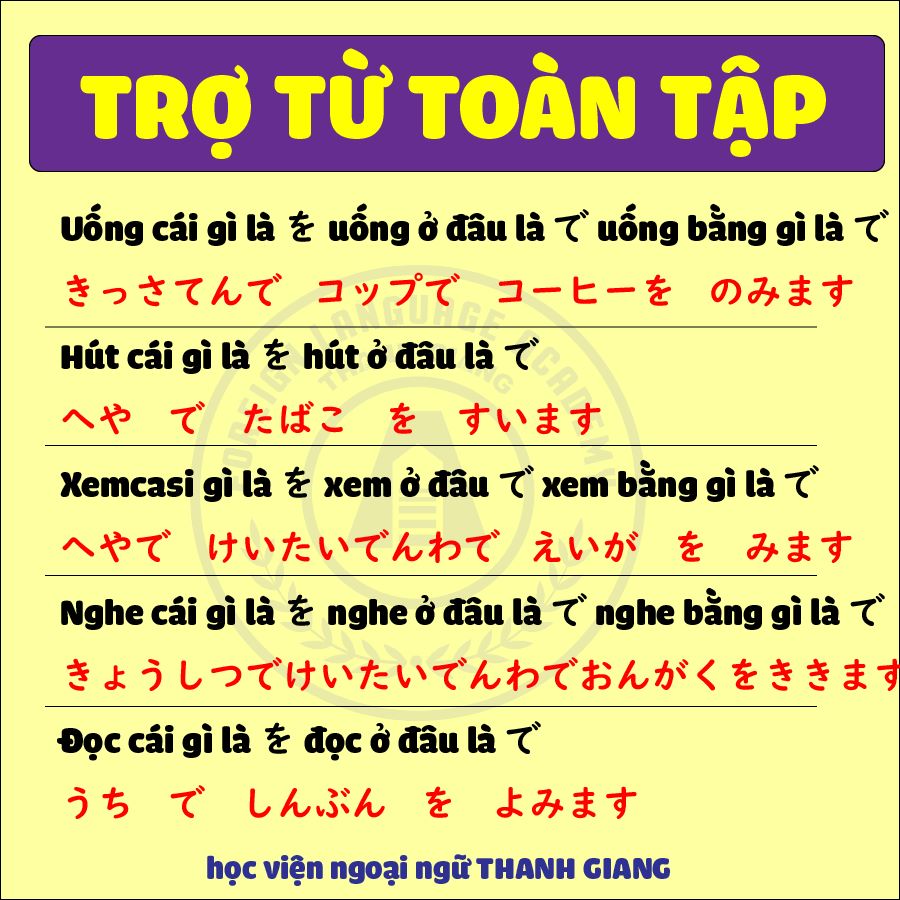 TRỢ TỪ TOÀN TẬP
Uống cái gì là を uống ở đâu là で uống bằng gì là で
きっさてんで コップで コーヒーを のみます
Hút cái gì là を hút ở đâu là で
へや で たばこ を すいます
Xemcasi gì là を xem ở đâu で xem bằng gì là で
へやで けいたいでんわで えいが を みます
Nghe cái gì là を nghe ở đâu là で nghe bằng gì là で
きょうしつでけいたいでんわでおんがくをききます
Đọc cái gì là を đọc ở đâu là で
うち で しんぶん を よみます
học viện ngoại ngữ THANH GIANG
FOREIGN LANGUAGE ACADEMY
THANH GIANG